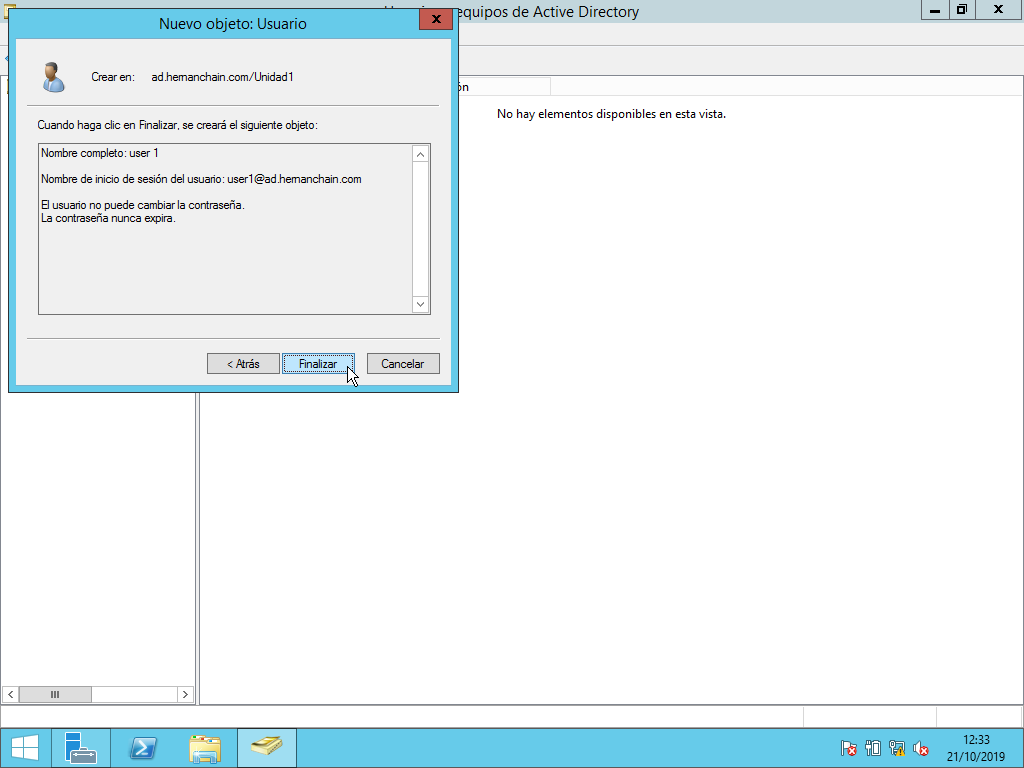 equipos de Active Directory
Nuevo objeto: Usuario
Crear en: ad.hernanchain.com/Unidad1
ón
No hay elementos disponibles en esta vista.
Cuando haga clic en Finalizar, se creará el siguiente objeto:
Nombre completo: user 1
Nombre de inicio de sesión del usuario: user1@ad.hernanchain.com
El usuario no puede cambiar la contraseña.
La contraseña nunca expira.
< Atrás
Finalizar
Cancelar
12:33
21/10/2019